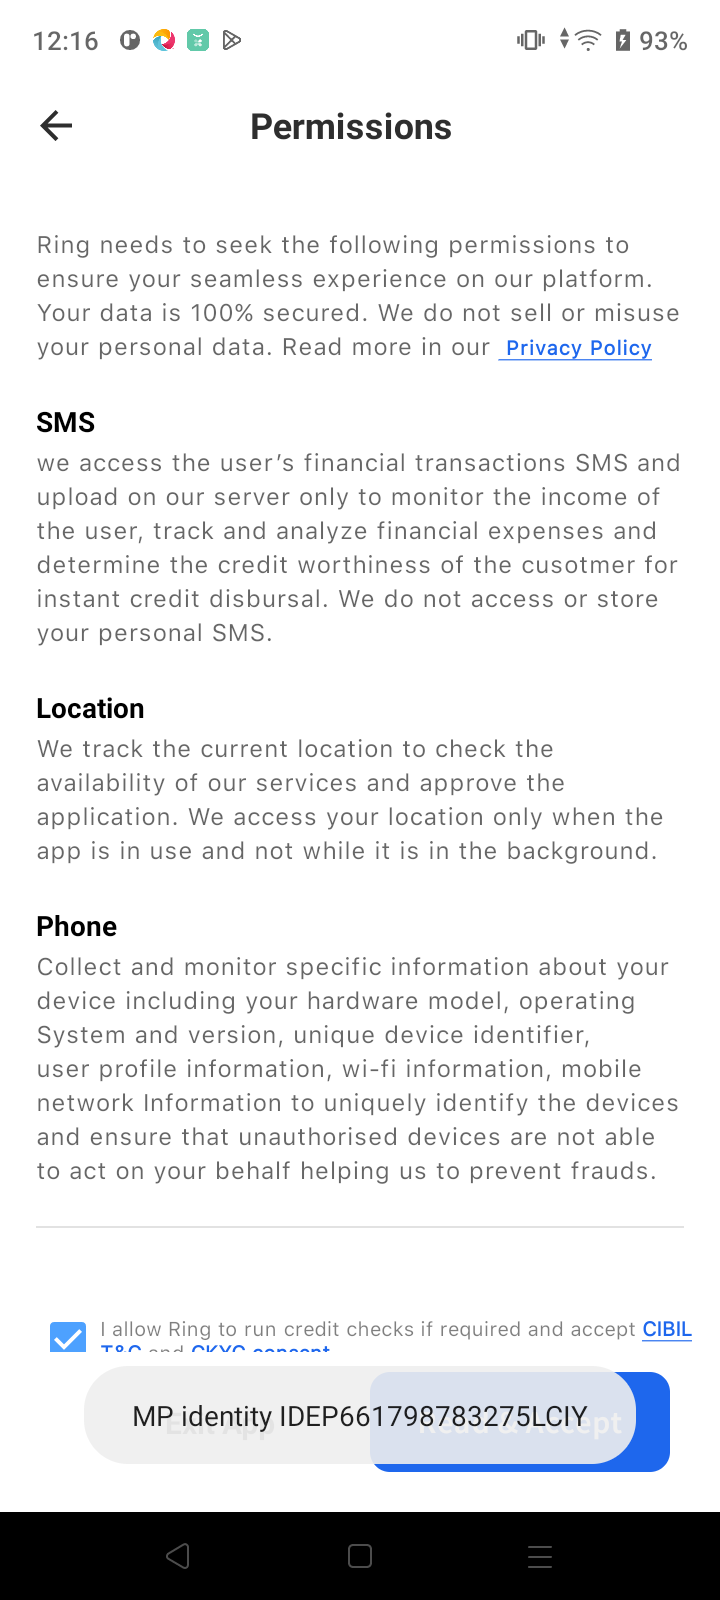 12:16
93%
Permissions
Ring needs to seek the following permissions to
ensure your seamless experience on our platform.
Your data is 100% secured. We do not sell or misuse
your personal data. Read more in our Privacy Policy
SMS
we access the user's financial transactions SMS and
upload on our server only to monitor the income of
the user, track and analyze financial expenses and
determine the credit worthiness of the cusotmer for
instant credit disbursal. We do not access or store
your personal SMS.
Location
We track the current location to check the
availability of our services and approve the
application. We access your location only when the
app is in use and not while it is in the background.
Phone
Collect and monitor specific information about your
device including your hardware model, operating
System and version, unique device identifier,
user profile information, wi-fi information, mobile
network Information to uniquely identify the devices
and ensure that unauthorised devices are not able
to act on your behalf helping us to prevent frauds.
I allow Ring to run credit checks if required and accept CIBIL
T&C and CKYC consent
MP identity IDEP661798783275LCIY
Exit App
Read & Accept